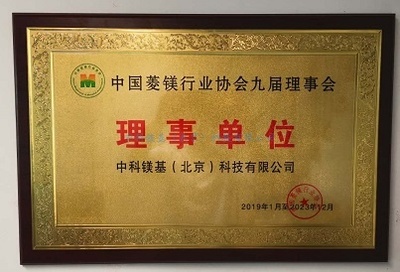 中国菱镁行业协会九届理事会
理事单位
中科镁基（北京）科技有限公司
2019年1月至2023年12月